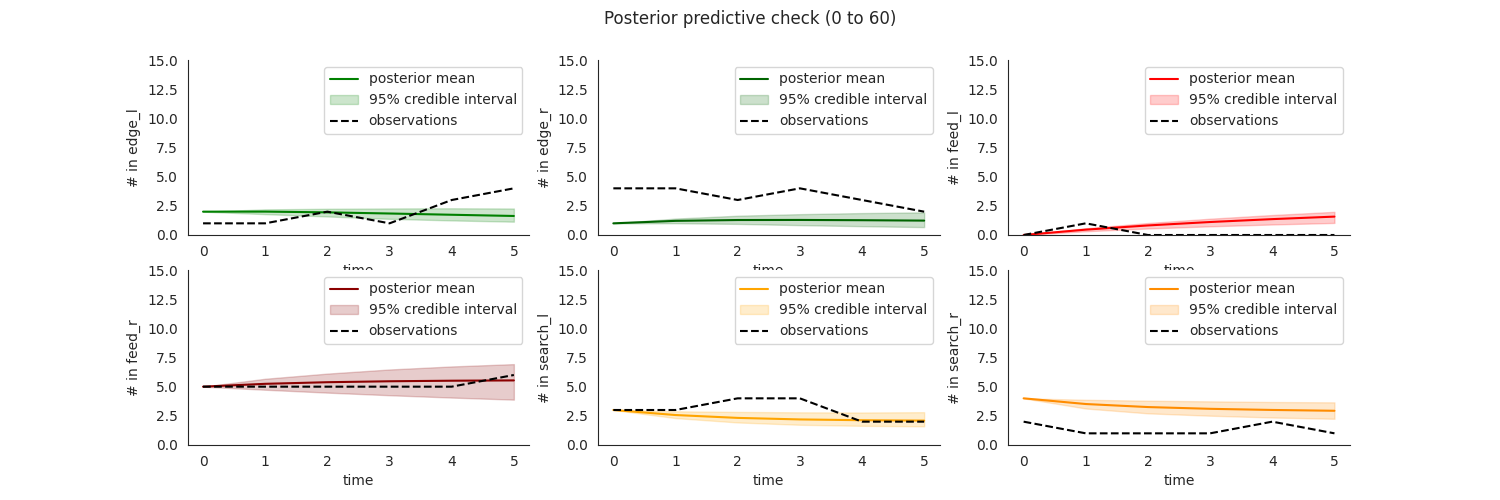 Posterior predictive check (0 to 60)
# in edge_l
15.0
12.5
10.0
7.5
5.0
2.5
0.0
posterior mean
95% credible interval
observations
0 1 2 3 4 5
time
# in edge_r
15.0
12.5
10.0
7.5
5.0
2.5
0.0
posterior mean
95% credible interval
observations
0 1 2 3 4 5
time
# in feed_l
15.0
12.5
10.0
7.5
5.0
2.5
0.0
posterior mean
95% credible interval
observations
0 1 2 3 4 5
time
# in feed_r
15.0
12.5
10.0
7.5
5.0
2.5
0.0
posterior mean
95% credible interval
observations
0 1 2 3 4 5
time
# in search_l
15.0
12.5
10.0
7.5
5.0
2.5
0.0
posterior mean
95% credible interval
observations
0 1 2 3 4 5
time
# in search_r
15.0
12.5
10.0
7.5
5.0
2.5
0.0
posterior mean
95% credible interval
observations
0 1 2 3 4 5
time